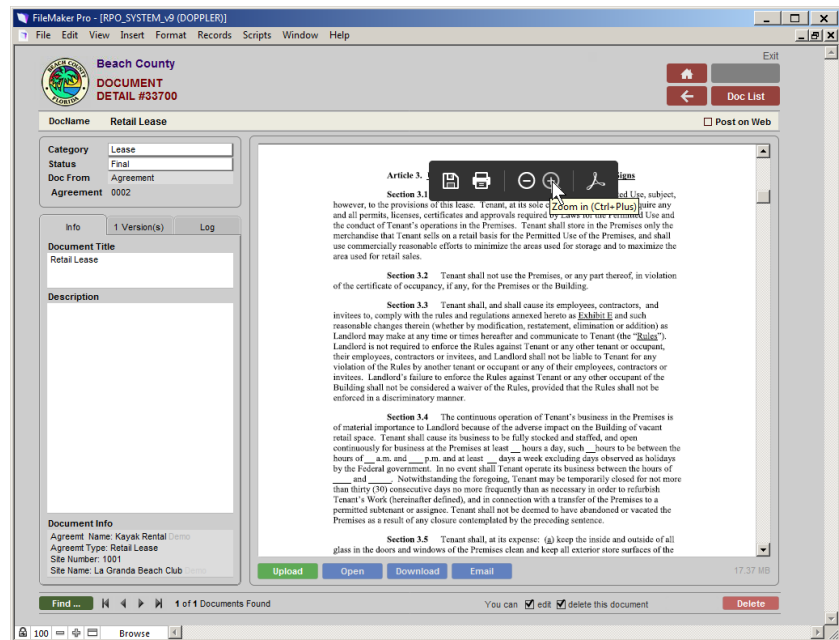 FileMaker Pro - [RPO_SYSTEM_v9 (DOPPLER)]
File Edit View Insert Format Records Scripts Window Help
Exit
BEACH COUNTY
FLORIDA
Beach County
DOCUMENT
DETAIL #33700
Doc List
DocName Retail Lease
Post on Web
Category Lease
Status Final
Doc From Agreement
Agreement 0002
Info 1 Version(s) Log
Document Title
Retail Lease
Description
Document Info
Agreemt Name: Kayak Rental Demo
Agreemt Type: Retail Lease
Site Number: 1001
Site Name: La Granda Beach Club
Article 3. Signs
Zoom in (Ctrl+Plus)
Section 3.1 ed Use, subject,
however, to the provisions of this lease. Tenant, at its sole c quire any
and all permits, licenses, certificates and approvals required by Laws for the Permitted Use and
the conduct of Tenant's operations in the Premises. Tenant shall store in the Premises only the
merchandise that Tenant sells on a retail basis for the Permitted Use of the Premises, and shall
use commercially reasonable efforts to minimize the areas used for storage and to maximize the
area used for retail sales.
Section 3.2 Tenant shall not use the Premises, or any part thereof, in violation
of the certificate of occupancy, if any, for the Premises or the Building.
Section 3.3 Tenant shall, and shall cause its employees, contractors, and
invitees to, comply with the rules and regulations annexed hereto as Exhibit E and such
reasonable changes therein (whether by modification, restatement, elimination or addition) as
Landlord may make at any time or times hereafter and communicate to Tenant (the "Rules").
Landlord is not required to enforce the Rules against Tenant or any other tenant or occupant,
their employees, contractors or invitees, and Landlord shall not be liable to Tenant for any
violation of the Rules by another tenant or occupant or any of their employees, contractors or
invitees. Landlord's failure to enforce the Rules against Tenant or any other occupant of the
Building shall not be considered a waiver of the Rules, provided that the Rules shall not be
enforced in a discriminatory manner.
Section 3.4 The continuous operation of Tenant's business in the Premises is
of material importance to Landlord because of the adverse impact on the Building of vacant
retail space. Tenant shall cause its business to be fully stocked and staffed, and open
continuously for business at the Premises at least __ hours a day, such __hours to be between the
hours of __ a.m. and ___ p.m. and at least __ days a week excluding days observed as holidays
by the Federal government. In no event shall Tenant operate its business between the hours of
____ and _____. Notwithstanding the foregoing, Tenant may be temporarily closed for not more
than thirty (30) consecutive days no more frequently than as necessary in order to refurbish
Tenant's Work (hereinafter defined), and in connection with a transfer of the Premises to a
permitted subtenant or assignee. Tenant shall not be deemed to have abandoned or vacated the
Premises as a result of any closure contemplated by the preceding sentence.
Section 3.5 Tenant shall, at its expense: (a) keep the inside and outside of all
glass in the doors and windows of the Premises clean and keep all exterior store surfaces of the
Upload Open Download Email 17.37 MB
Find ... 1 of 1 Documents Found You can edit delete this document Delete
100 Browse